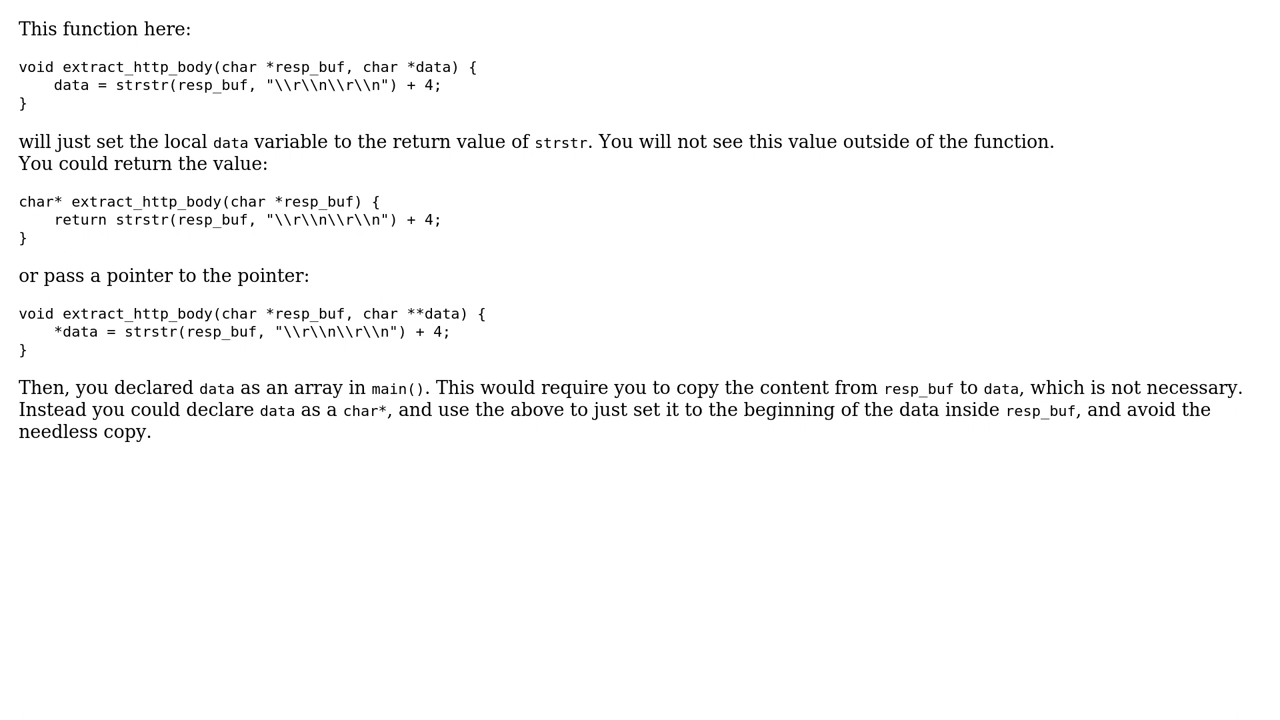 This function here:
void extract_http_body(char *resp_buf, char *data) {
    data = strstr(resp_buf, "\\r\\n\\r\\n") + 4;
}
will just set the local data variable to the return value of strstr. You will not see this value outside of the function.
You could return the value:
char* extract_http_body(char *resp_buf) {
    return strstr(resp_buf, "\\r\\n\\r\\n") + 4;
}
or pass a pointer to the pointer:
void extract_http_body(char *resp_buf, char **data) {
    *data = strstr(resp_buf, "\\r\\n\\r\\n") + 4;
}
Then, you declared data as an array in main(). This would require you to copy the content from resp_buf to data, which is not necessary.
Instead you could declare data as a char*, and use the above to just set it to the beginning of the data inside resp_buf, and avoid the
needless copy.